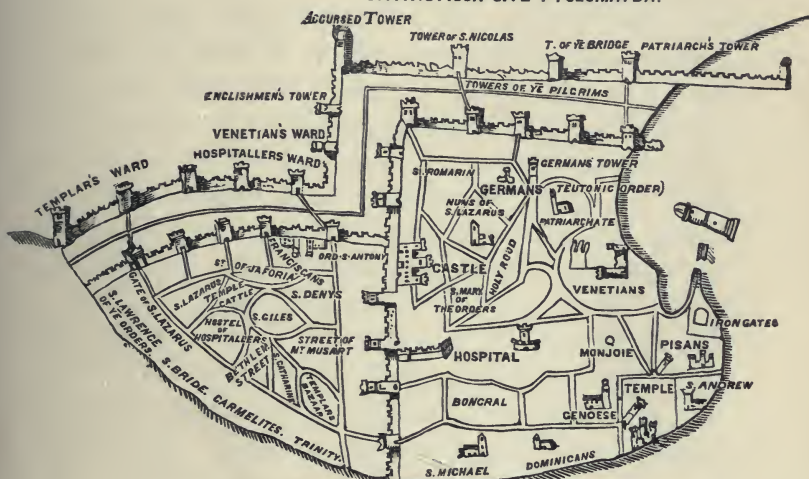 ACCURSED TOWER
TOWER OF S. NICOLAS
T. OF YE BRIDGE
PATRIARCH'S TOWER
TOWERS OF YE PILGRIMS
ENGLISHMEN'S TOWER
VENETIAN'S WARD
HOSPITALLERS WARD
TEMPLAR'S WARD
GERMANS' TOWER
S. ROMARIN
GERMANS
(TEUTONIC ORDER)
NUNS OF
S. LAZARUS
PATRIARCHATE
HOLY ROUD
CASTLE
S. MARY
OF
THE ORDERS
VENETIANS
IRON GATES
ORD. S. ANTONY
FRANCISCANS
ST.
OF JAFORIA
S. DENYS
S. LAZARUS
TEMPLE
CATTLE
S. GILES
HOSTEL
OF
HOSPITALLERS
STREET OF
MT MUSART
BETHLEM
STREET
S. CATHARINE
TEMPLARS
BAZAAR
GATE OF S. LAZARUS
S. LAWRENCE
OF YE ORDERS.
S. BRIDE. CARMELITES. TRINITY.
HOSPITAL
MONJOIE
PISANS
TEMPLE
S. ANDREW
BONCRAL
GENOESE
S. MICHAEL
DOMINICANS